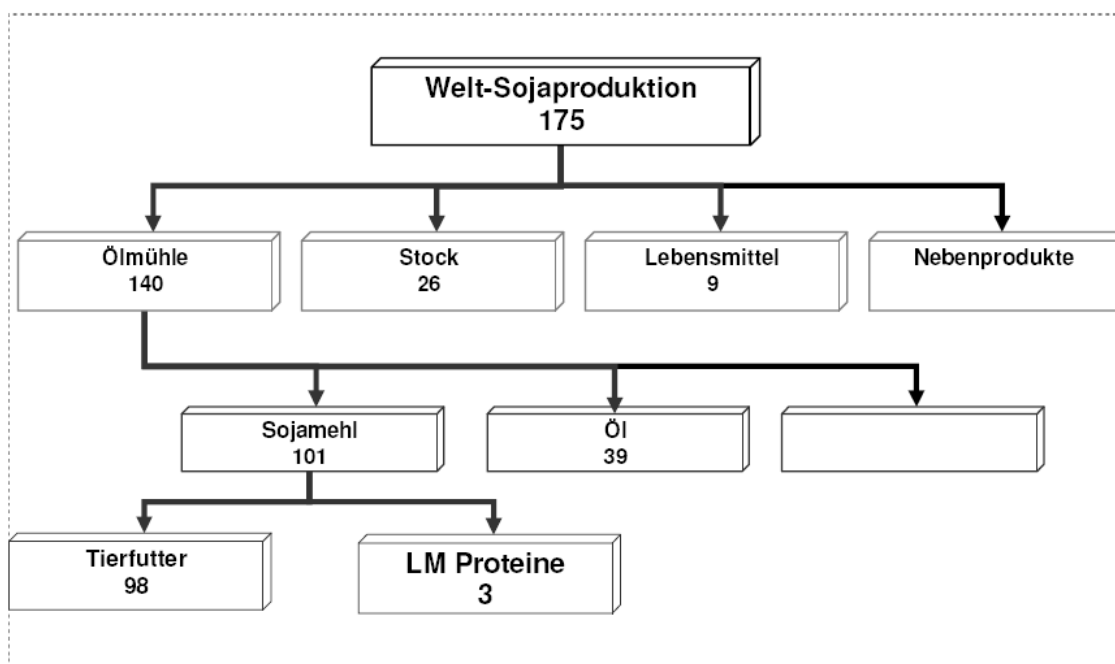 Welt-Sojaproduktion
175
Ölmühle
140
Stock
26
Lebensmittel
9
Nebenprodukte
Sojamehl
101
Öl
39
Tierfutter
98
LM Proteine
3